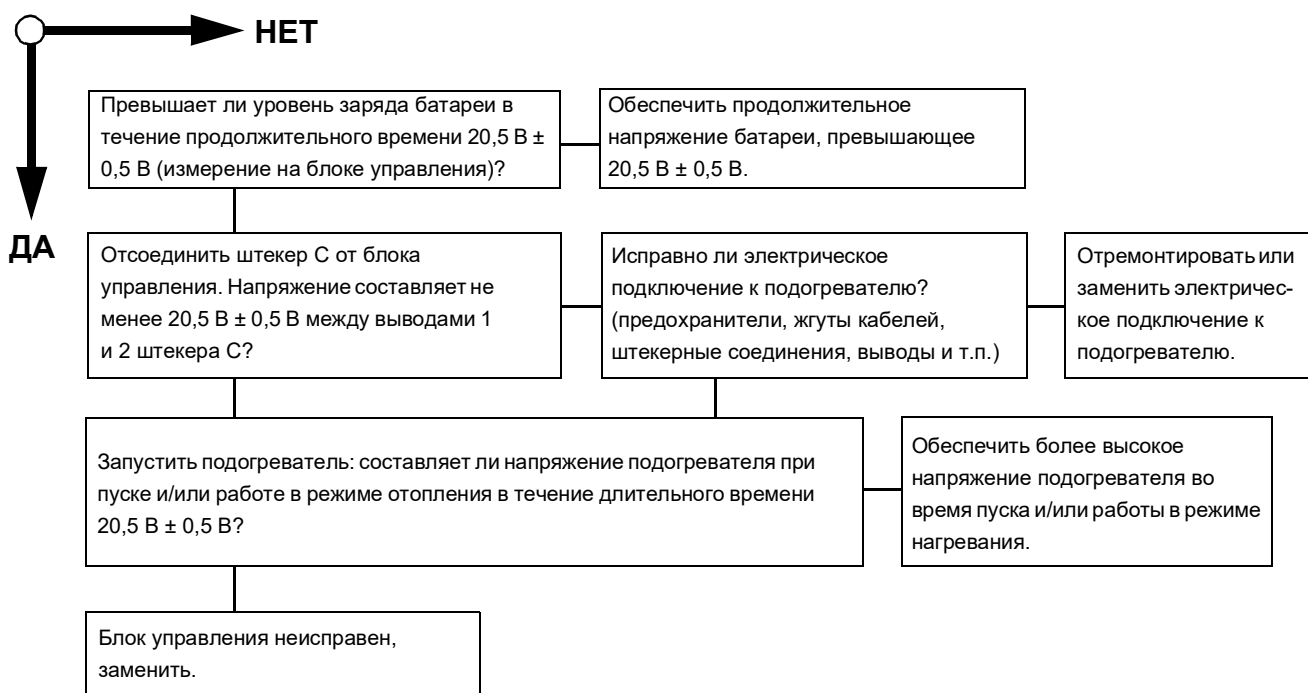 НЕТ
ДА
Превышает ли уровень заряда батареи в
течение продолжительного времени 20,5 В ±
0,5 В (измерение на блоке управления)?
Обеспечить продолжительное
напряжение батареи, превышающее
20,5 В ± 0,5 В.
Отсоединить штекер C от блока
управления. Напряжение составляет не
менее 20,5 В ± 0,5 В между выводами 1
и 2 штекера C?
Исправно ли электрическое
подключение к подогревателю?
(предохранители, жгуты кабелей,
штекерные соединения, выводы и т.п.)
Отремонтировать или
заменить электричес-
кое подключение к
подогревателю.
Запустить подогреватель: составляет ли напряжение подогревателя при
пуске и/или работе в режиме отопления в течение длительного времени
20,5 В ± 0,5 В?
Обеспечить более высокое
напряжение подогревателя во
время пуска и/или работы в режиме
нагревания.
Блок управления неисправен,
заменить.